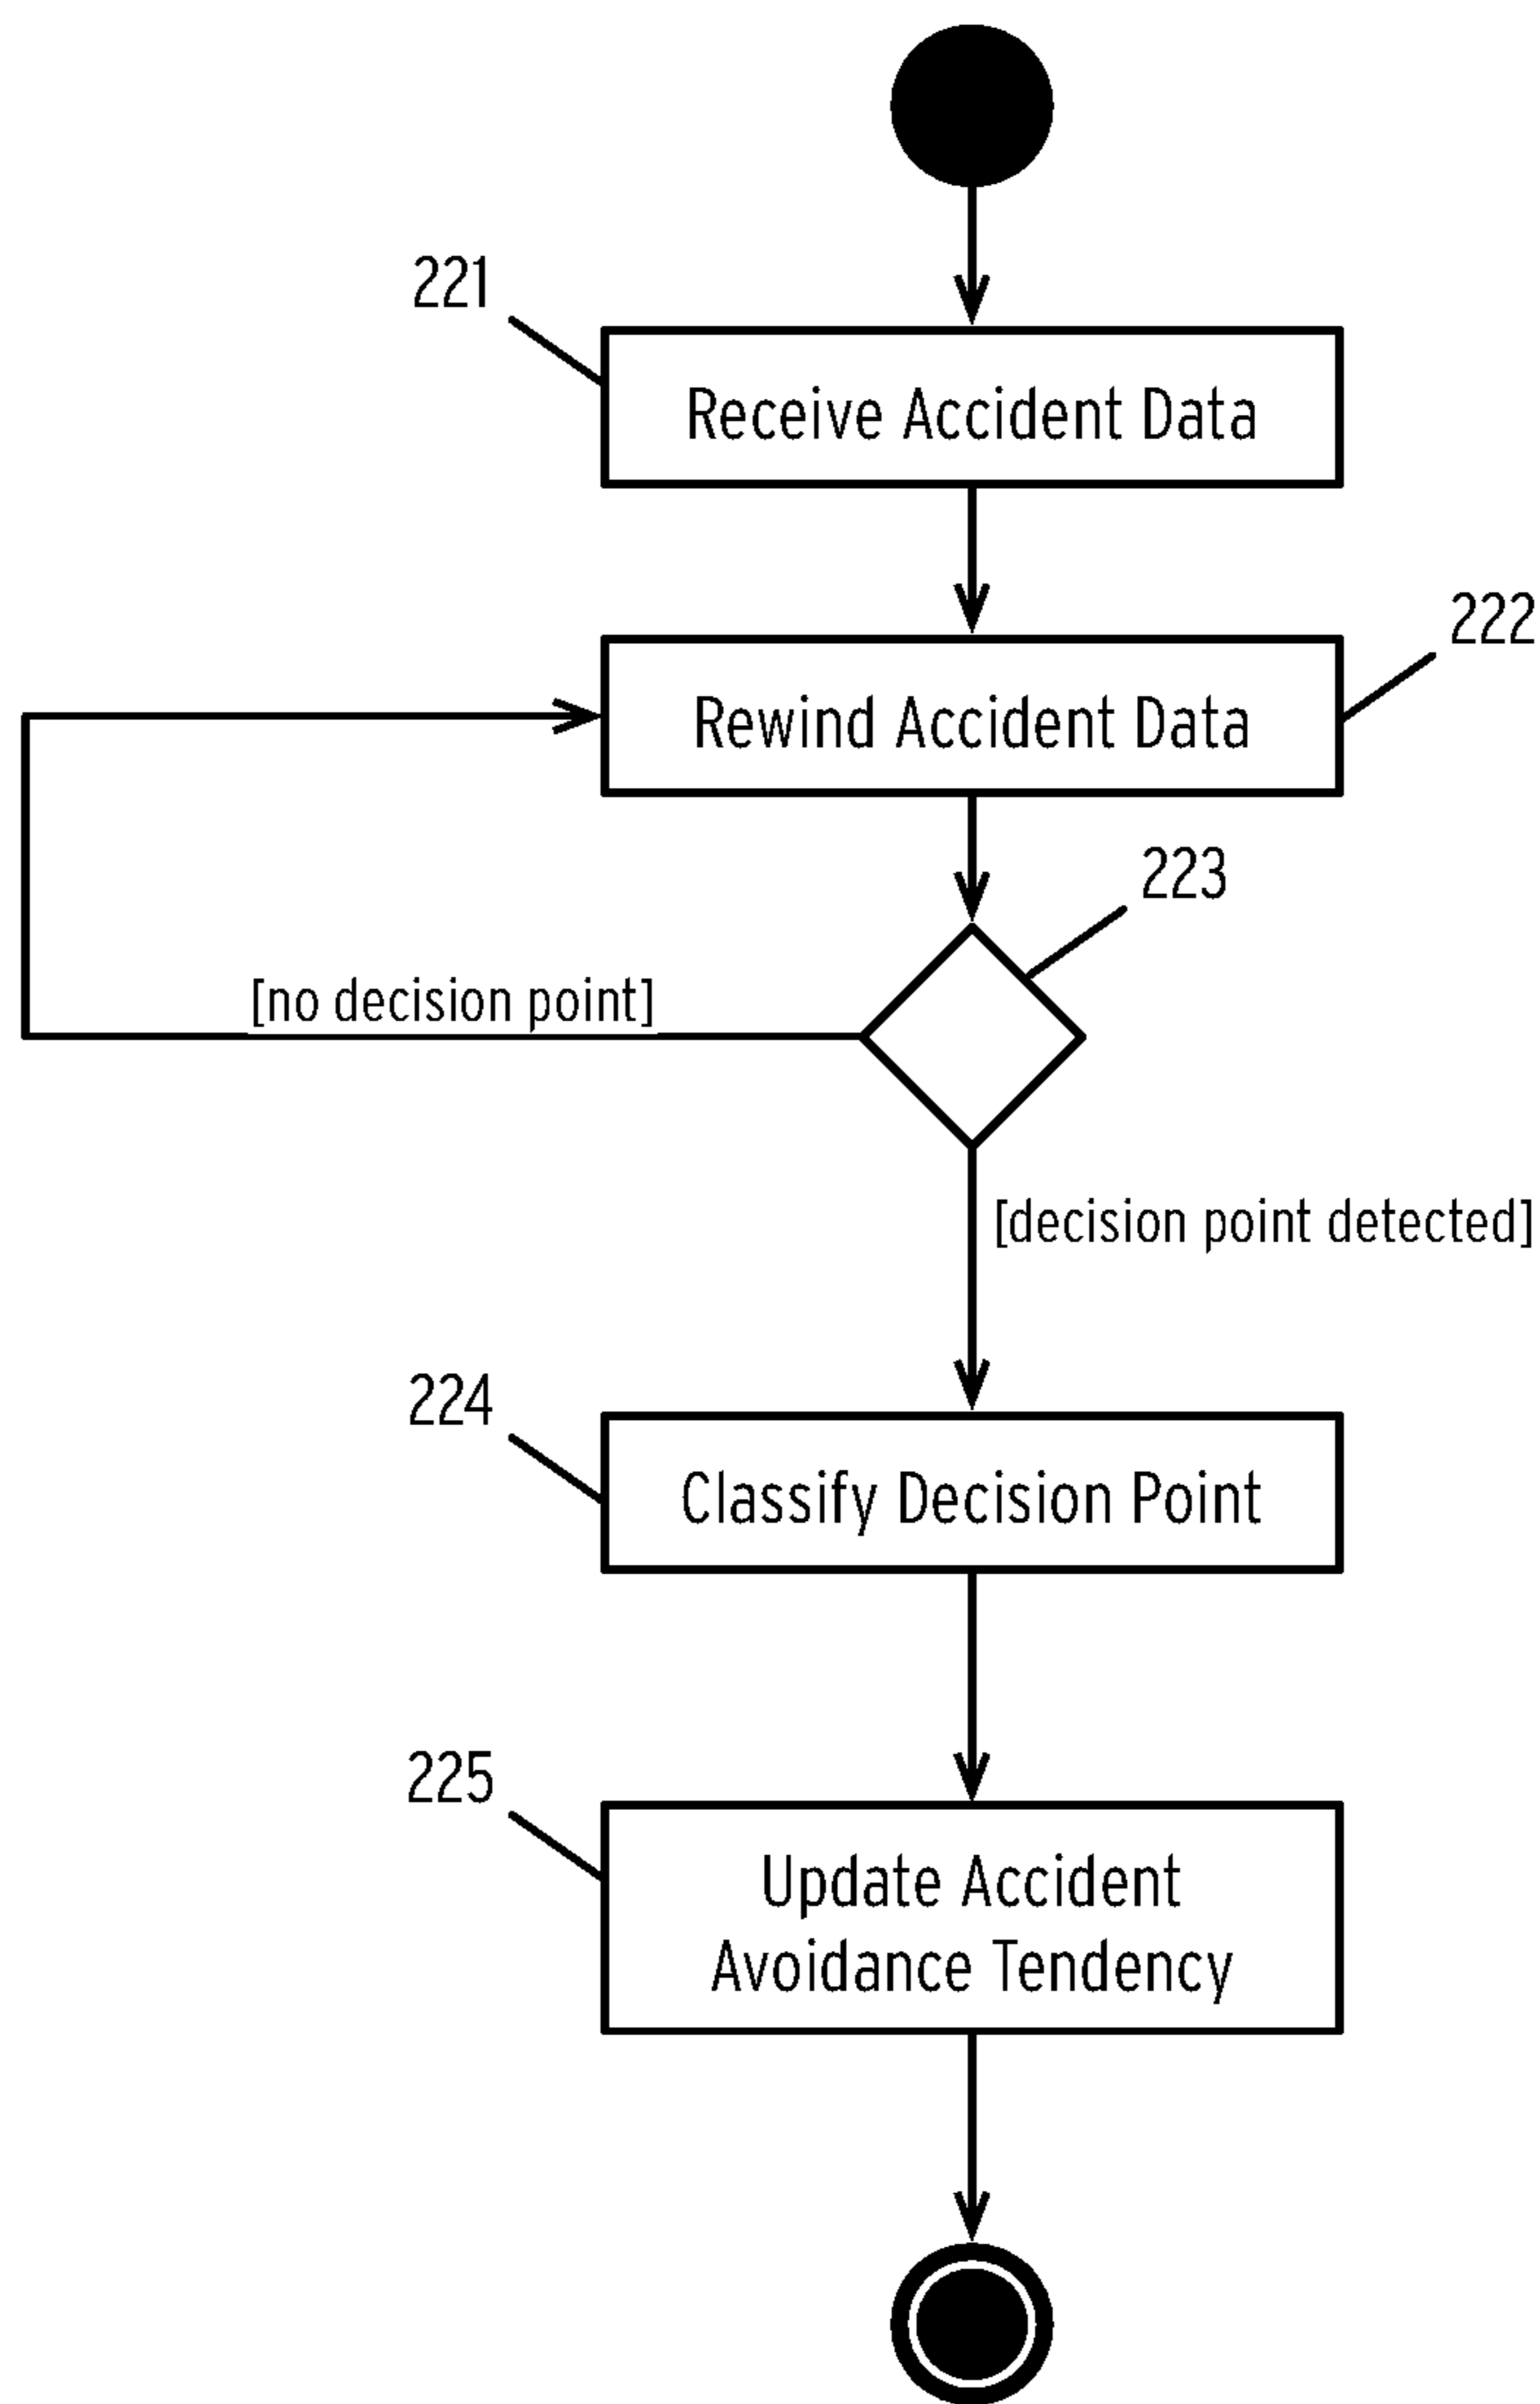 221
Receive Accident Data
222
Rewind Accident Data
223
[no decision point]
[decision point detected]
224
Classify Decision Point
225
Update Accident
Avoidance Tendency